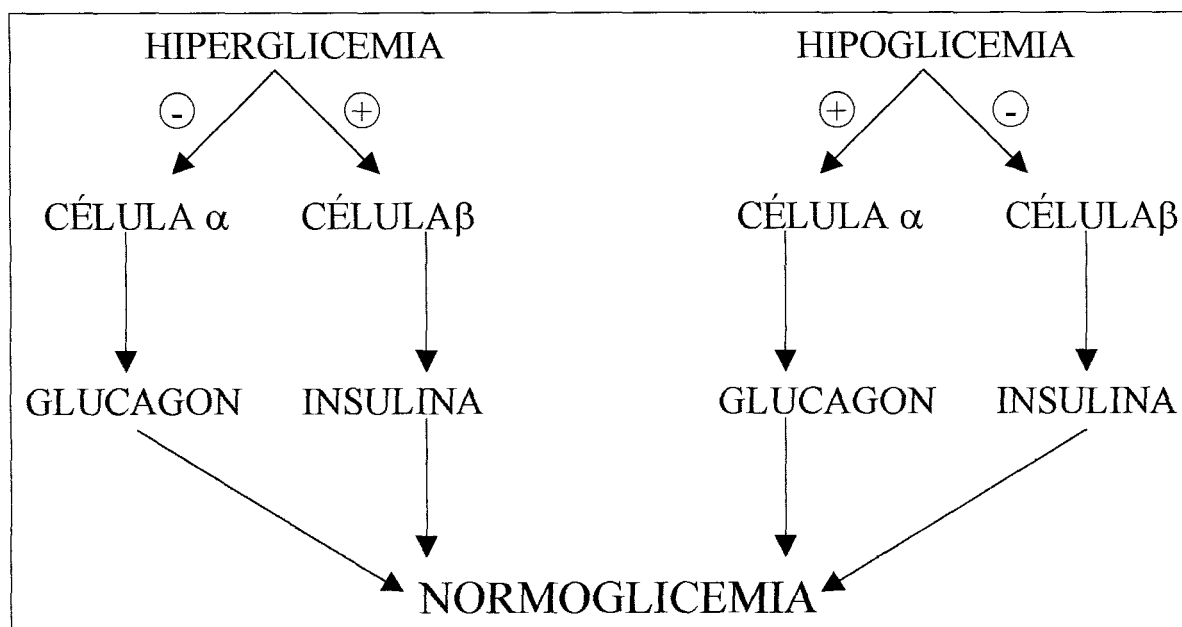 HIPERGLICEMIA HIPOGLICEMIA
- + + -
CÉLULA α CÉLULAβ CÉLULA α CÉLULAβ
GLUCAGON INSULINA GLUCAGON INSULINA
NORMOGLICEMIA